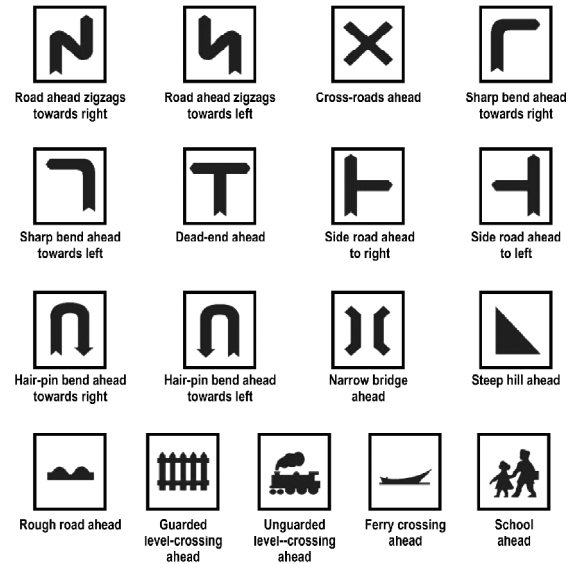 Road ahead zigzags
towards right
Road ahead zigzags
towards left
Cross-roads ahead
Sharp bend ahead
towards right
Sharp bend ahead
towards left
Dead-end ahead
Side road ahead
to right
Side road ahead
to left
Hair-pin bend ahead
towards right
Hair-pin bend ahead
towards left
Narrow bridge
ahead
Steep hill ahead
Rough road ahead
Guarded
level-crossing
ahead
Unguarded
level--crossing
ahead
Ferry crossing
ahead
School
ahead